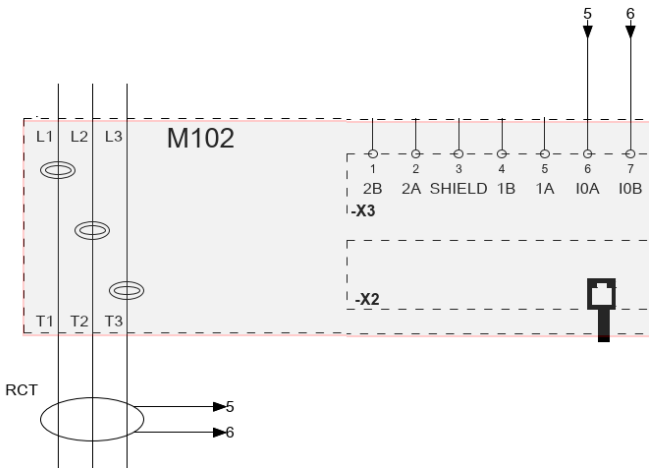 5 6
L1 L2 L3 M102
1 2 3 4 5 6 7
2B 2A SHIELD 1B 1A I0A I0B
-X3
-X2
T1 T2 T3
RCT
5
6